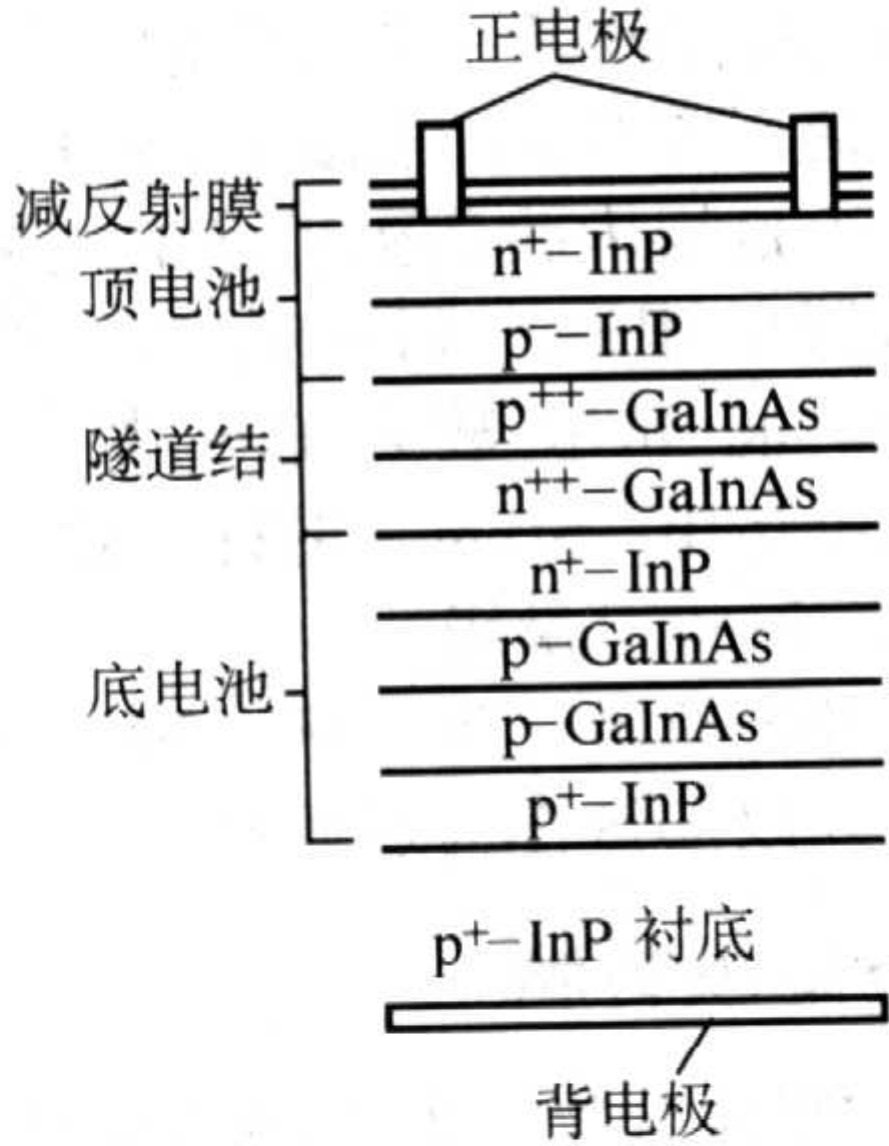 正电极
减反射膜
n⁺-InP
顶电池
p⁻-InP
p⁺⁺-GaInAs
隧道结
n⁺⁺-GaInAs
n⁺-InP
p-GaInAs
底电池
p-GaInAs
p⁺-InP
p⁺-InP 衬底
背电极